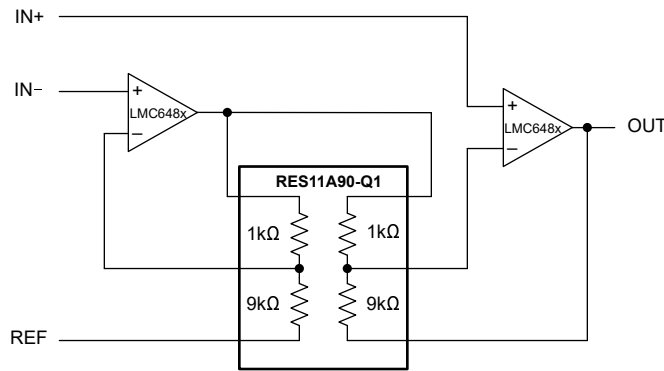 IN+
IN−
+
LMC648x
−
+
LMC648x
−
OUT
RES11A90-Q1
1kΩ
1kΩ
9kΩ
9kΩ
REF